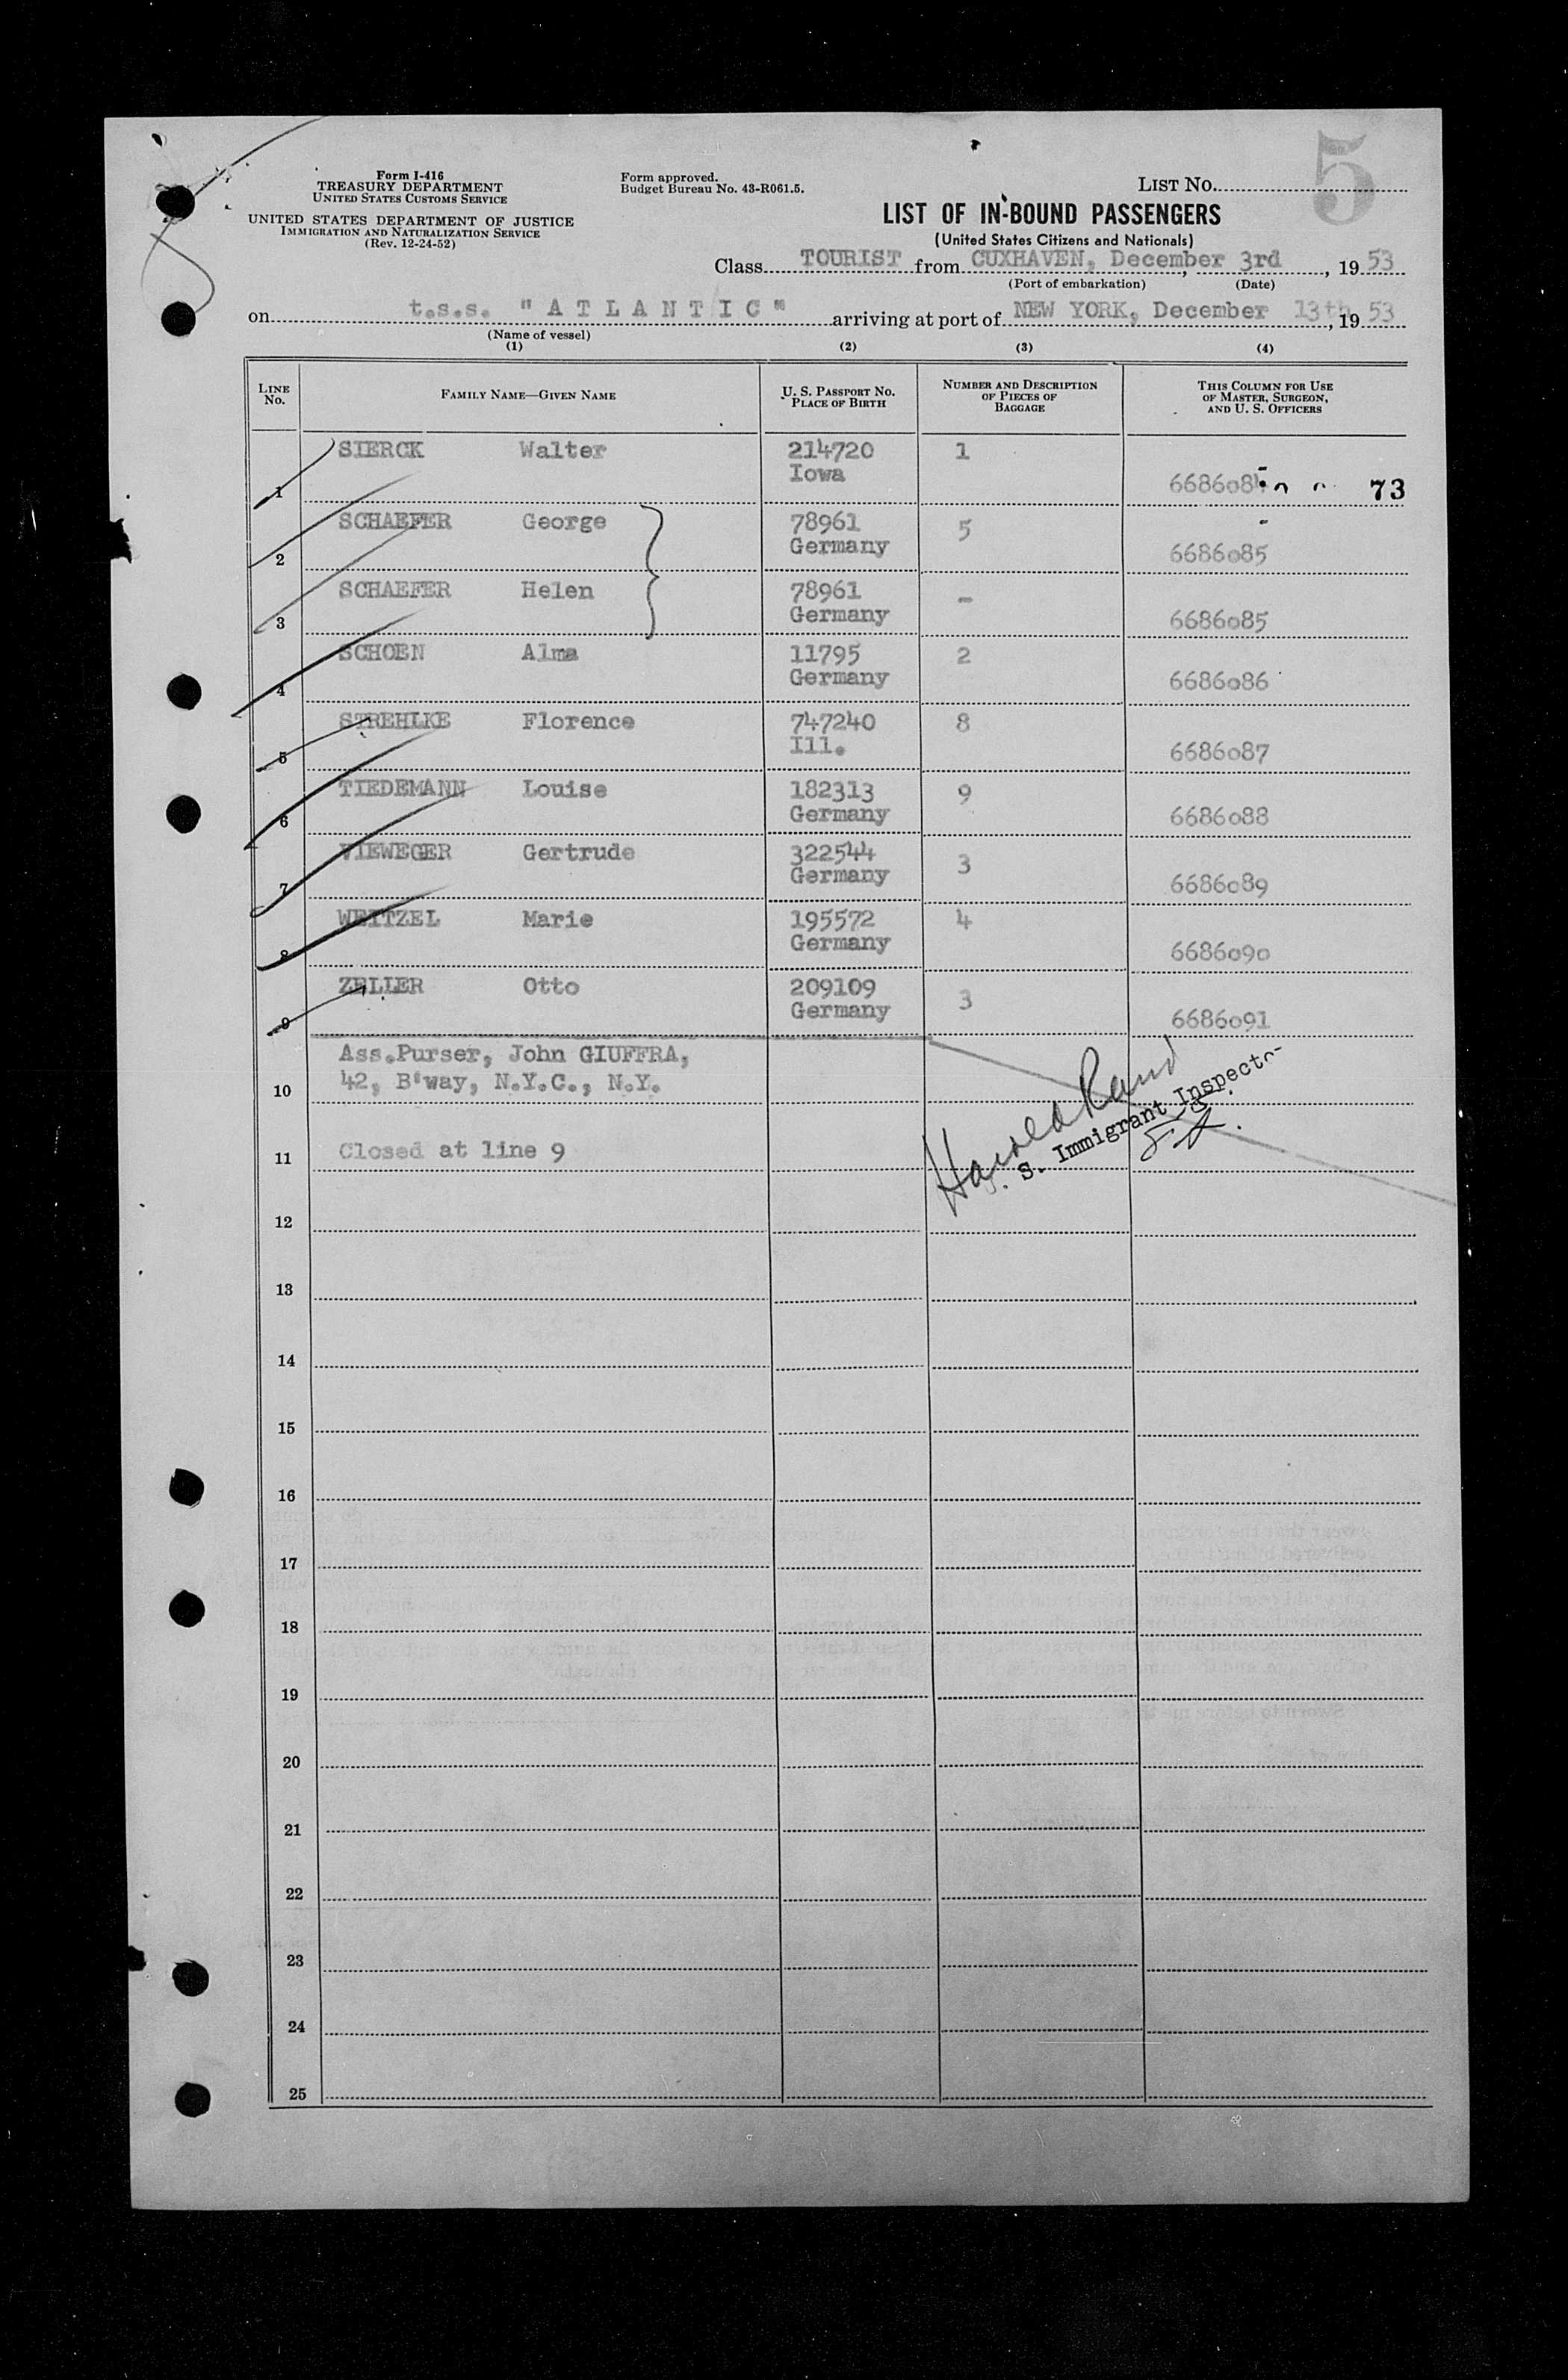 5
Form I-416
TREASURY DEPARTMENT
UNITED STATES CUSTOMS SERVICE
UNITED STATES DEPARTMENT OF JUSTICE
IMMIGRATION AND NATURALIZATION SERVICE
(Rev. 12-24-52)
Form approved.
Budget Bureau No. 43-R061.5.
LIST NO.
LIST OF IN-BOUND PASSENGERS
(United States Citizens and Nationals)
Class TOURIST from CUXHAVEN, December, 3rd, 19 53
(Port of embarkation) (Date)
on t.s.s. "A T L A N T I C" arriving at port of NEW YORK, December 13th, 19 53
(Name of vessel)
(1) (2) (3) (4)
LINE NO. FAMILY NAME—GIVEN NAME U. S. PASSPORT NO. PLACE OF BIRTH NUMBER AND DESCRIPTION OF PIECES OF BAGGAGE THIS COLUMN FOR USE OF MASTER, SURGEON, AND U. S. OFFICERS
1 SIERCK Walter 214720 Iowa 1 6686084 73
2 SCHAEFER George 78961 Germany 5 6686085
3 SCHAEFER Helen 78961 Germany - 6686085
4 SCHOEN Alma 11795 Germany 2 6686086
5 STREHLKE Florence 747240 Ill. 8 6686087
6 TIEDEMANN Louise 182313 Germany 9 6686088
7 VIEWEGER Gertrude 322544 Germany 3 6686089
8 WEITZEL Marie 195572 Germany 4 6686090
9 ZELLER Otto 209109 Germany 3 6686091
Ass.Purser, John GIUFFRA,
10 42, B'way, N.Y.C., N.Y.
Harold Rand
S. Immigrant Inspector
11 Closed at line 9
12
13
14
15
16
17
18
19
20
21
22
23
24
25